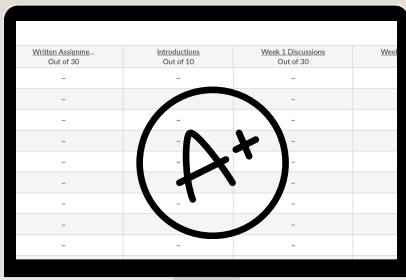 Written Assignme... Introductions Week 1 Discussions Week
Out of 30 Out of 10 Out of 30
– – –
– – –
– – –
– – –
– – –
– – –
– – –
– – –
A+